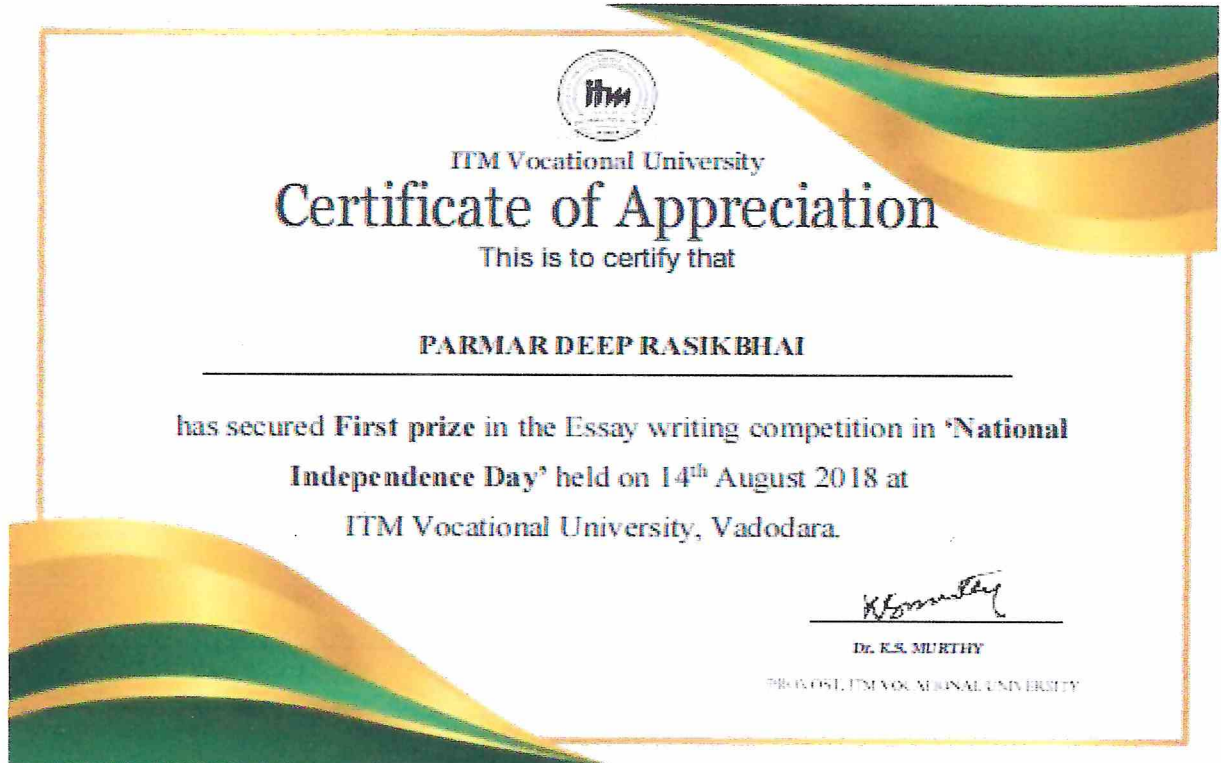 itm
ITM Vocational University
Certificate of Appreciation
This is to certify that
PARMAR DEEP RASIKBHAI
has secured First prize in the Essay writing competition in ‘National
Independence Day’ held on 14th August 2018 at
ITM Vocational University, Vadodara.
KSmurthy
Dr. K.S. MURTHY
PROVOST, ITM VOCATIONAL UNIVERSITY